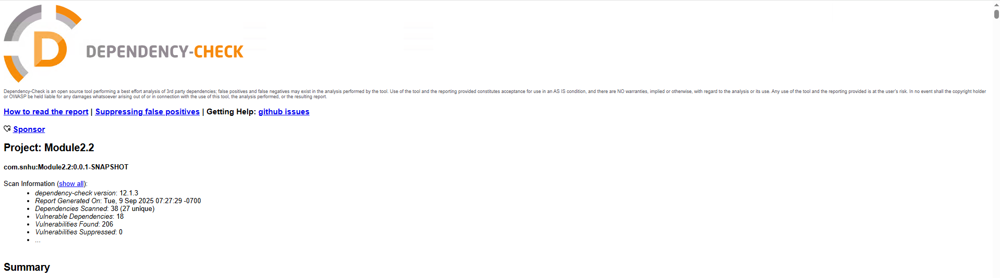 D
DEPENDENCY-CHECK
Dependency-Check is an open source tool performing a best effort analysis of 3rd party dependencies; false positives and false negatives may exist in the analysis performed by the tool. Use of the tool and the reporting provided constitutes acceptance for use in an AS IS condition, and there are NO warranties, implied or otherwise, with regard to the analysis or its use. Any use of the tool and the reporting provided is at the user's risk. In no event shall the copyright holder
or OWASP be held liable for any damages whatsoever arising out of or in connection with the use of this tool, the analysis performed, or the resulting report.
How to read the report | Suppressing false positives | Getting Help: github issues
Sponsor
Project: Module2.2
com.snhu:Module2.2:0.0.1-SNAPSHOT
Scan Information (show all):
• dependency-check version: 12.1.3
• Report Generated On: Tue, 9 Sep 2025 07:27:29 -0700
• Dependencies Scanned: 38 (27 unique)
• Vulnerable Dependencies: 18
• Vulnerabilities Found: 206
• Vulnerabilities Suppressed: 0
• ...
Summary